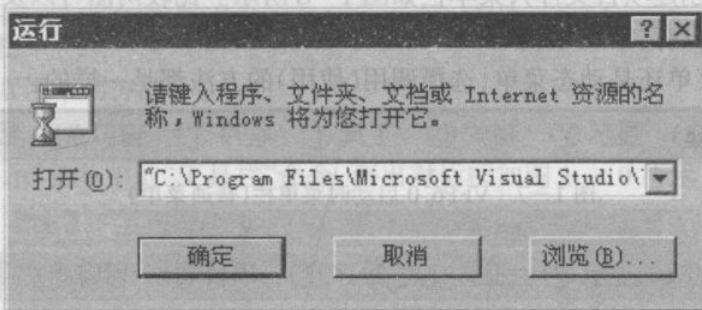 运行
请键入程序、文件夹、文档或 Internet 资源的名
称，Windows 将为您打开它。
打开(O): "C:\Program Files\Microsoft Visual Studio\
确定 取消 浏览(B)...